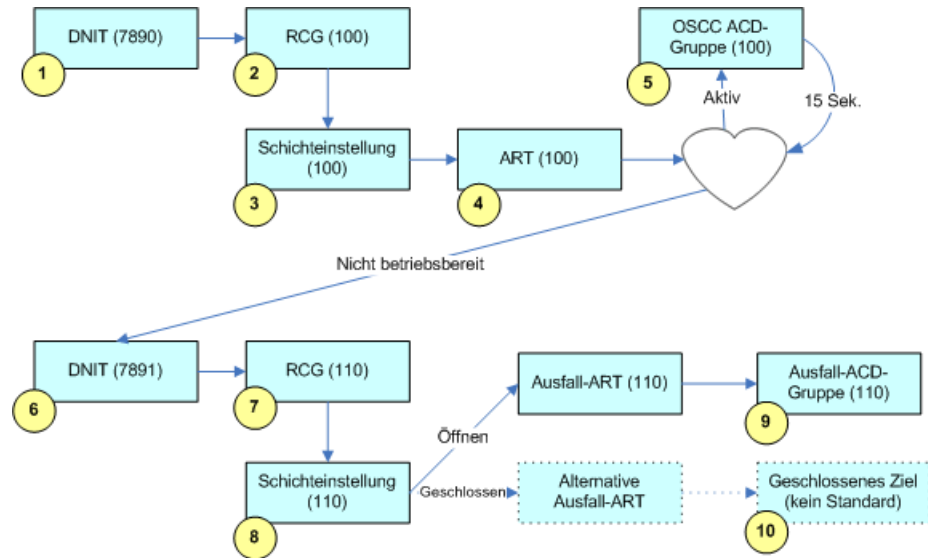 DNIT (7890)
1
RCG (100)
2
OSCC ACD-
Gruppe (100)
5
Aktiv
15 Sek.
Schichteinstellung
(100)
3
ART (100)
4
Nicht betriebsbereit
DNIT (7891)
6
RCG (110)
7
Ausfall-ART (110)
Ausfall-ACD-
Gruppe (110)
9
Öffnen
Schichteinstellung
(110)
8
Geschlossen
Alternative
Ausfall-ART
Geschlossenes Ziel
(kein Standard)
10